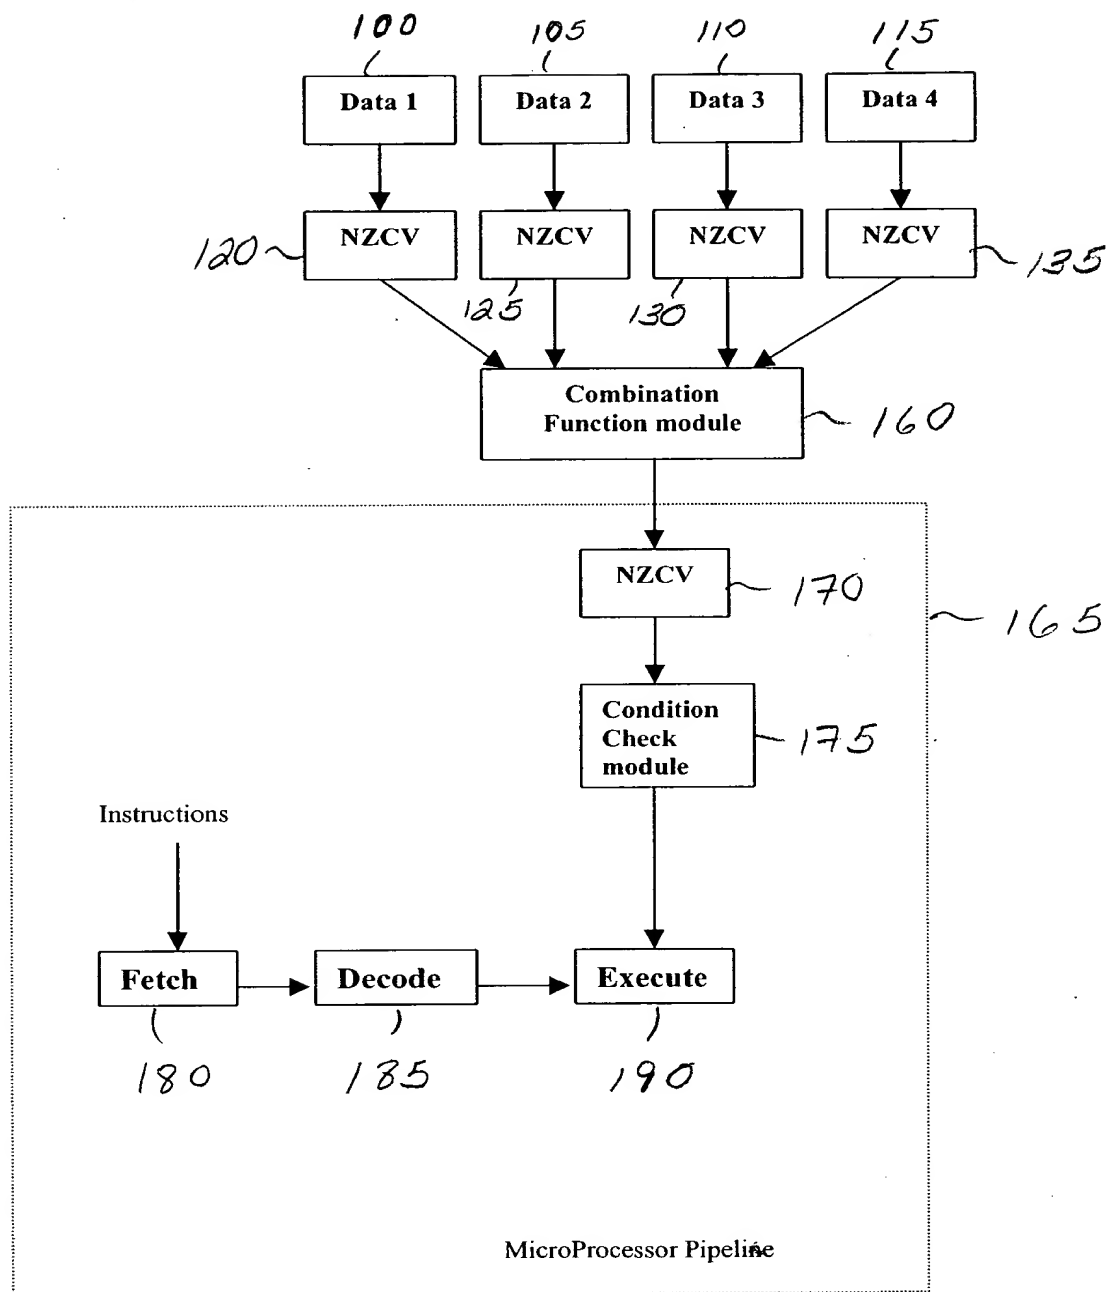 100 105 110 115
Data 1 Data 2 Data 3 Data 4
NZCV NZCV NZCV NZCV
120 125 130 135
Combination
Function module
160
NZCV
170
165
Condition
Check
module
175
Instructions
Fetch Decode Execute
180 185 190
MicroProcessor Pipeline